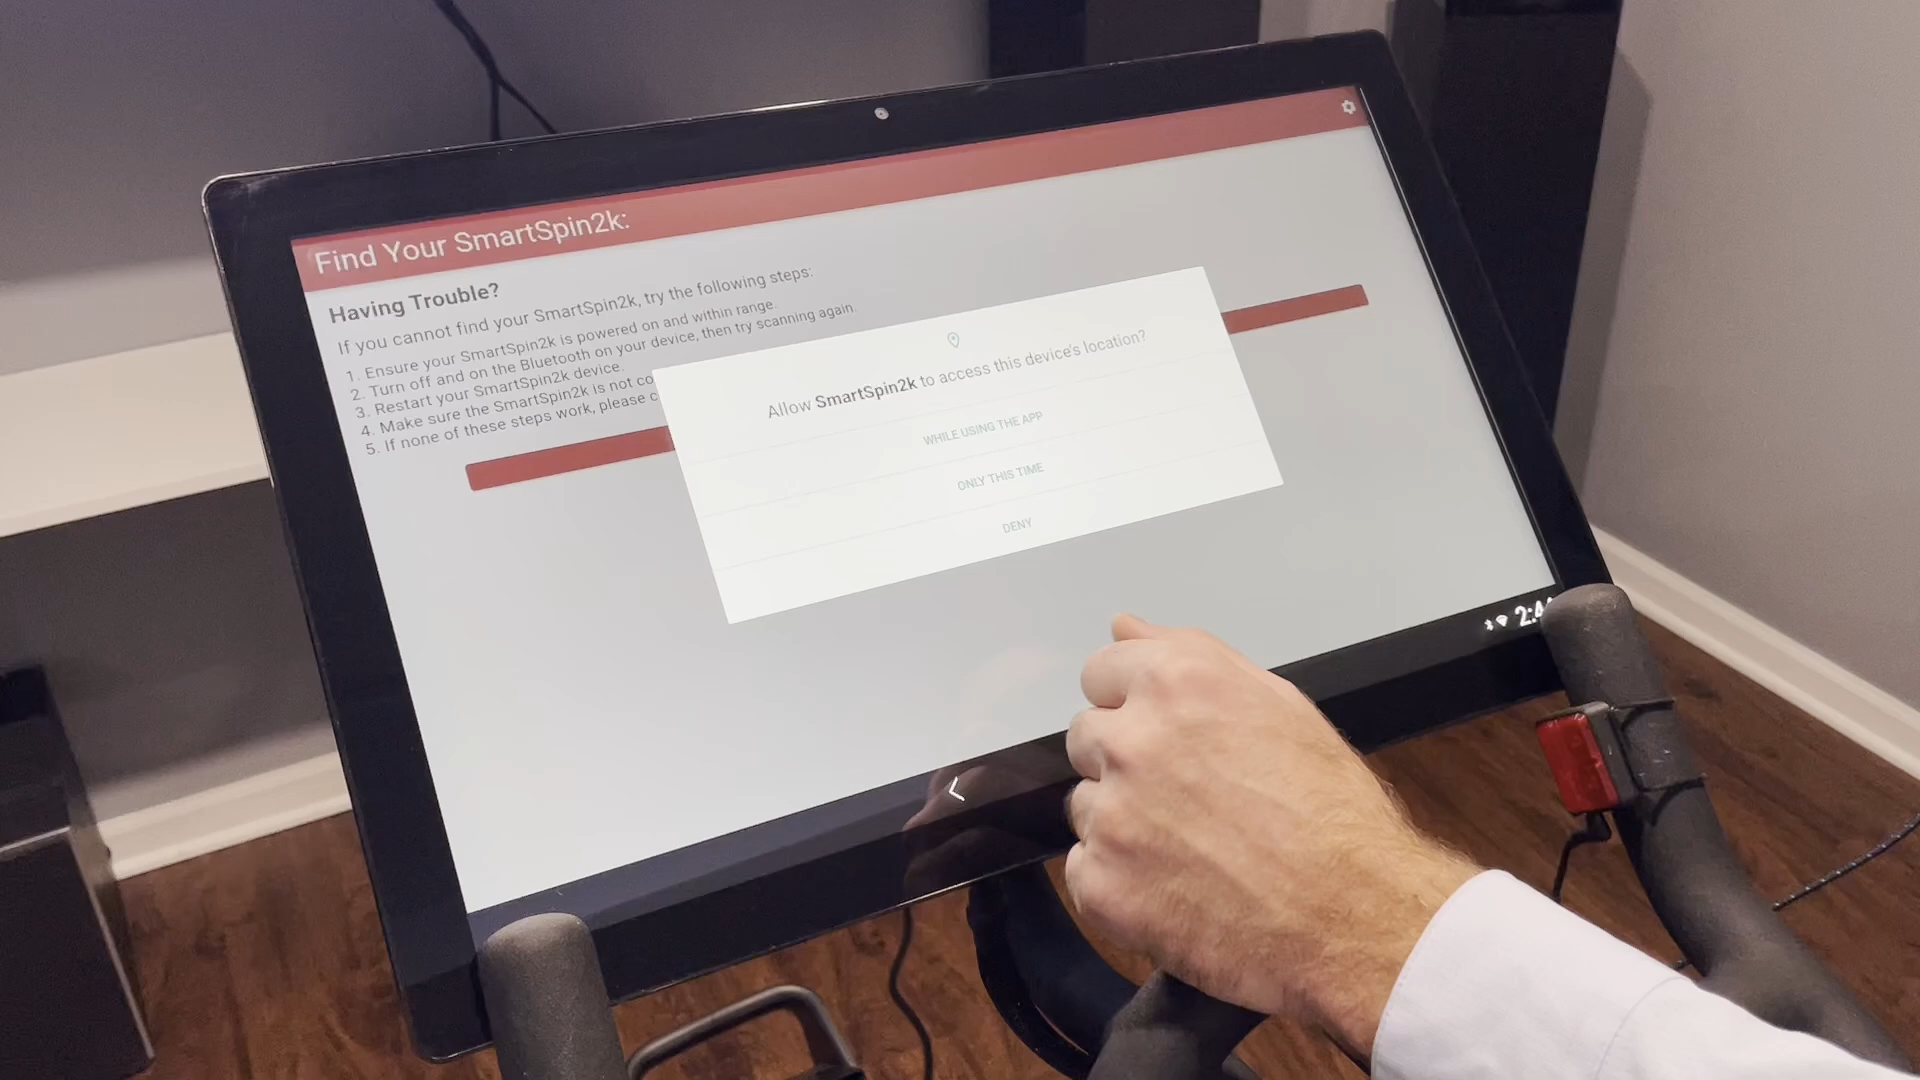 Find Your SmartSpin2k:
Having Trouble?
If you cannot find your SmartSpin2k, try the following steps:
1. Ensure your SmartSpin2k is powered on and within range.
2. Turn off and on the Bluetooth on your device, then try scanning again.
3. Restart your SmartSpin2k device.
4. Make sure the SmartSpin2k is not
5. If none of these steps work, please
Allow SmartSpin2k to access this device's location?
WHILE USING THE APP
ONLY THIS TIME
DENY